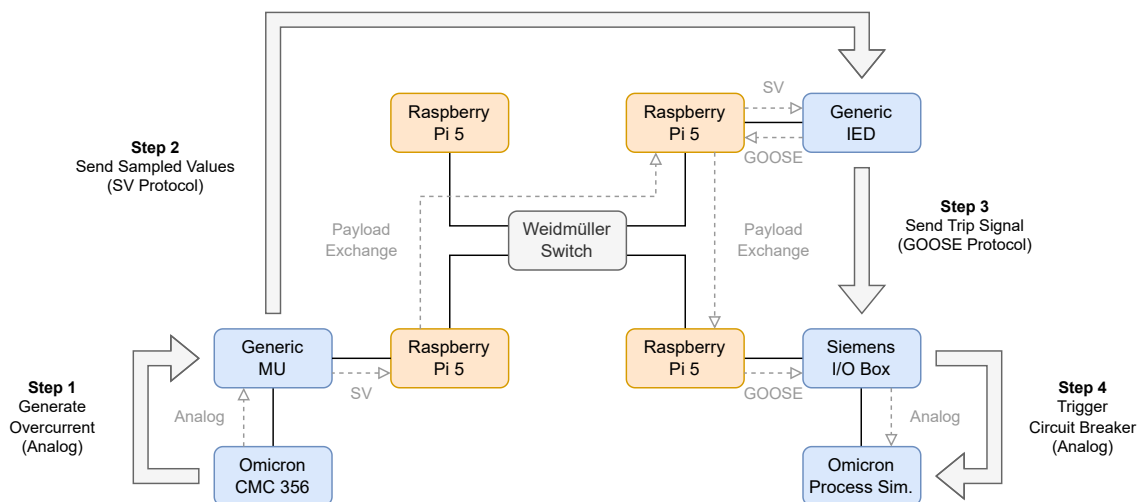 SV
Raspberry
Pi 5
Raspberry
Pi 5
Generic
IED
Step 2
Send Sampled Values
(SV Protocol)
GOOSE
Step 3
Send Trip Signal
(GOOSE Protocol)
Payload
Exchange
Weidmüller
Switch
Payload
Exchange
Generic
MU
Raspberry
Pi 5
Raspberry
Pi 5
Siemens
I/O Box
Step 1
Generate
Overcurrent
(Analog)
SV
GOOSE
Analog
Analog
Step 4
Trigger
Circuit Breaker
(Analog)
Omicron
CMC 356
Omicron
Process Sim.